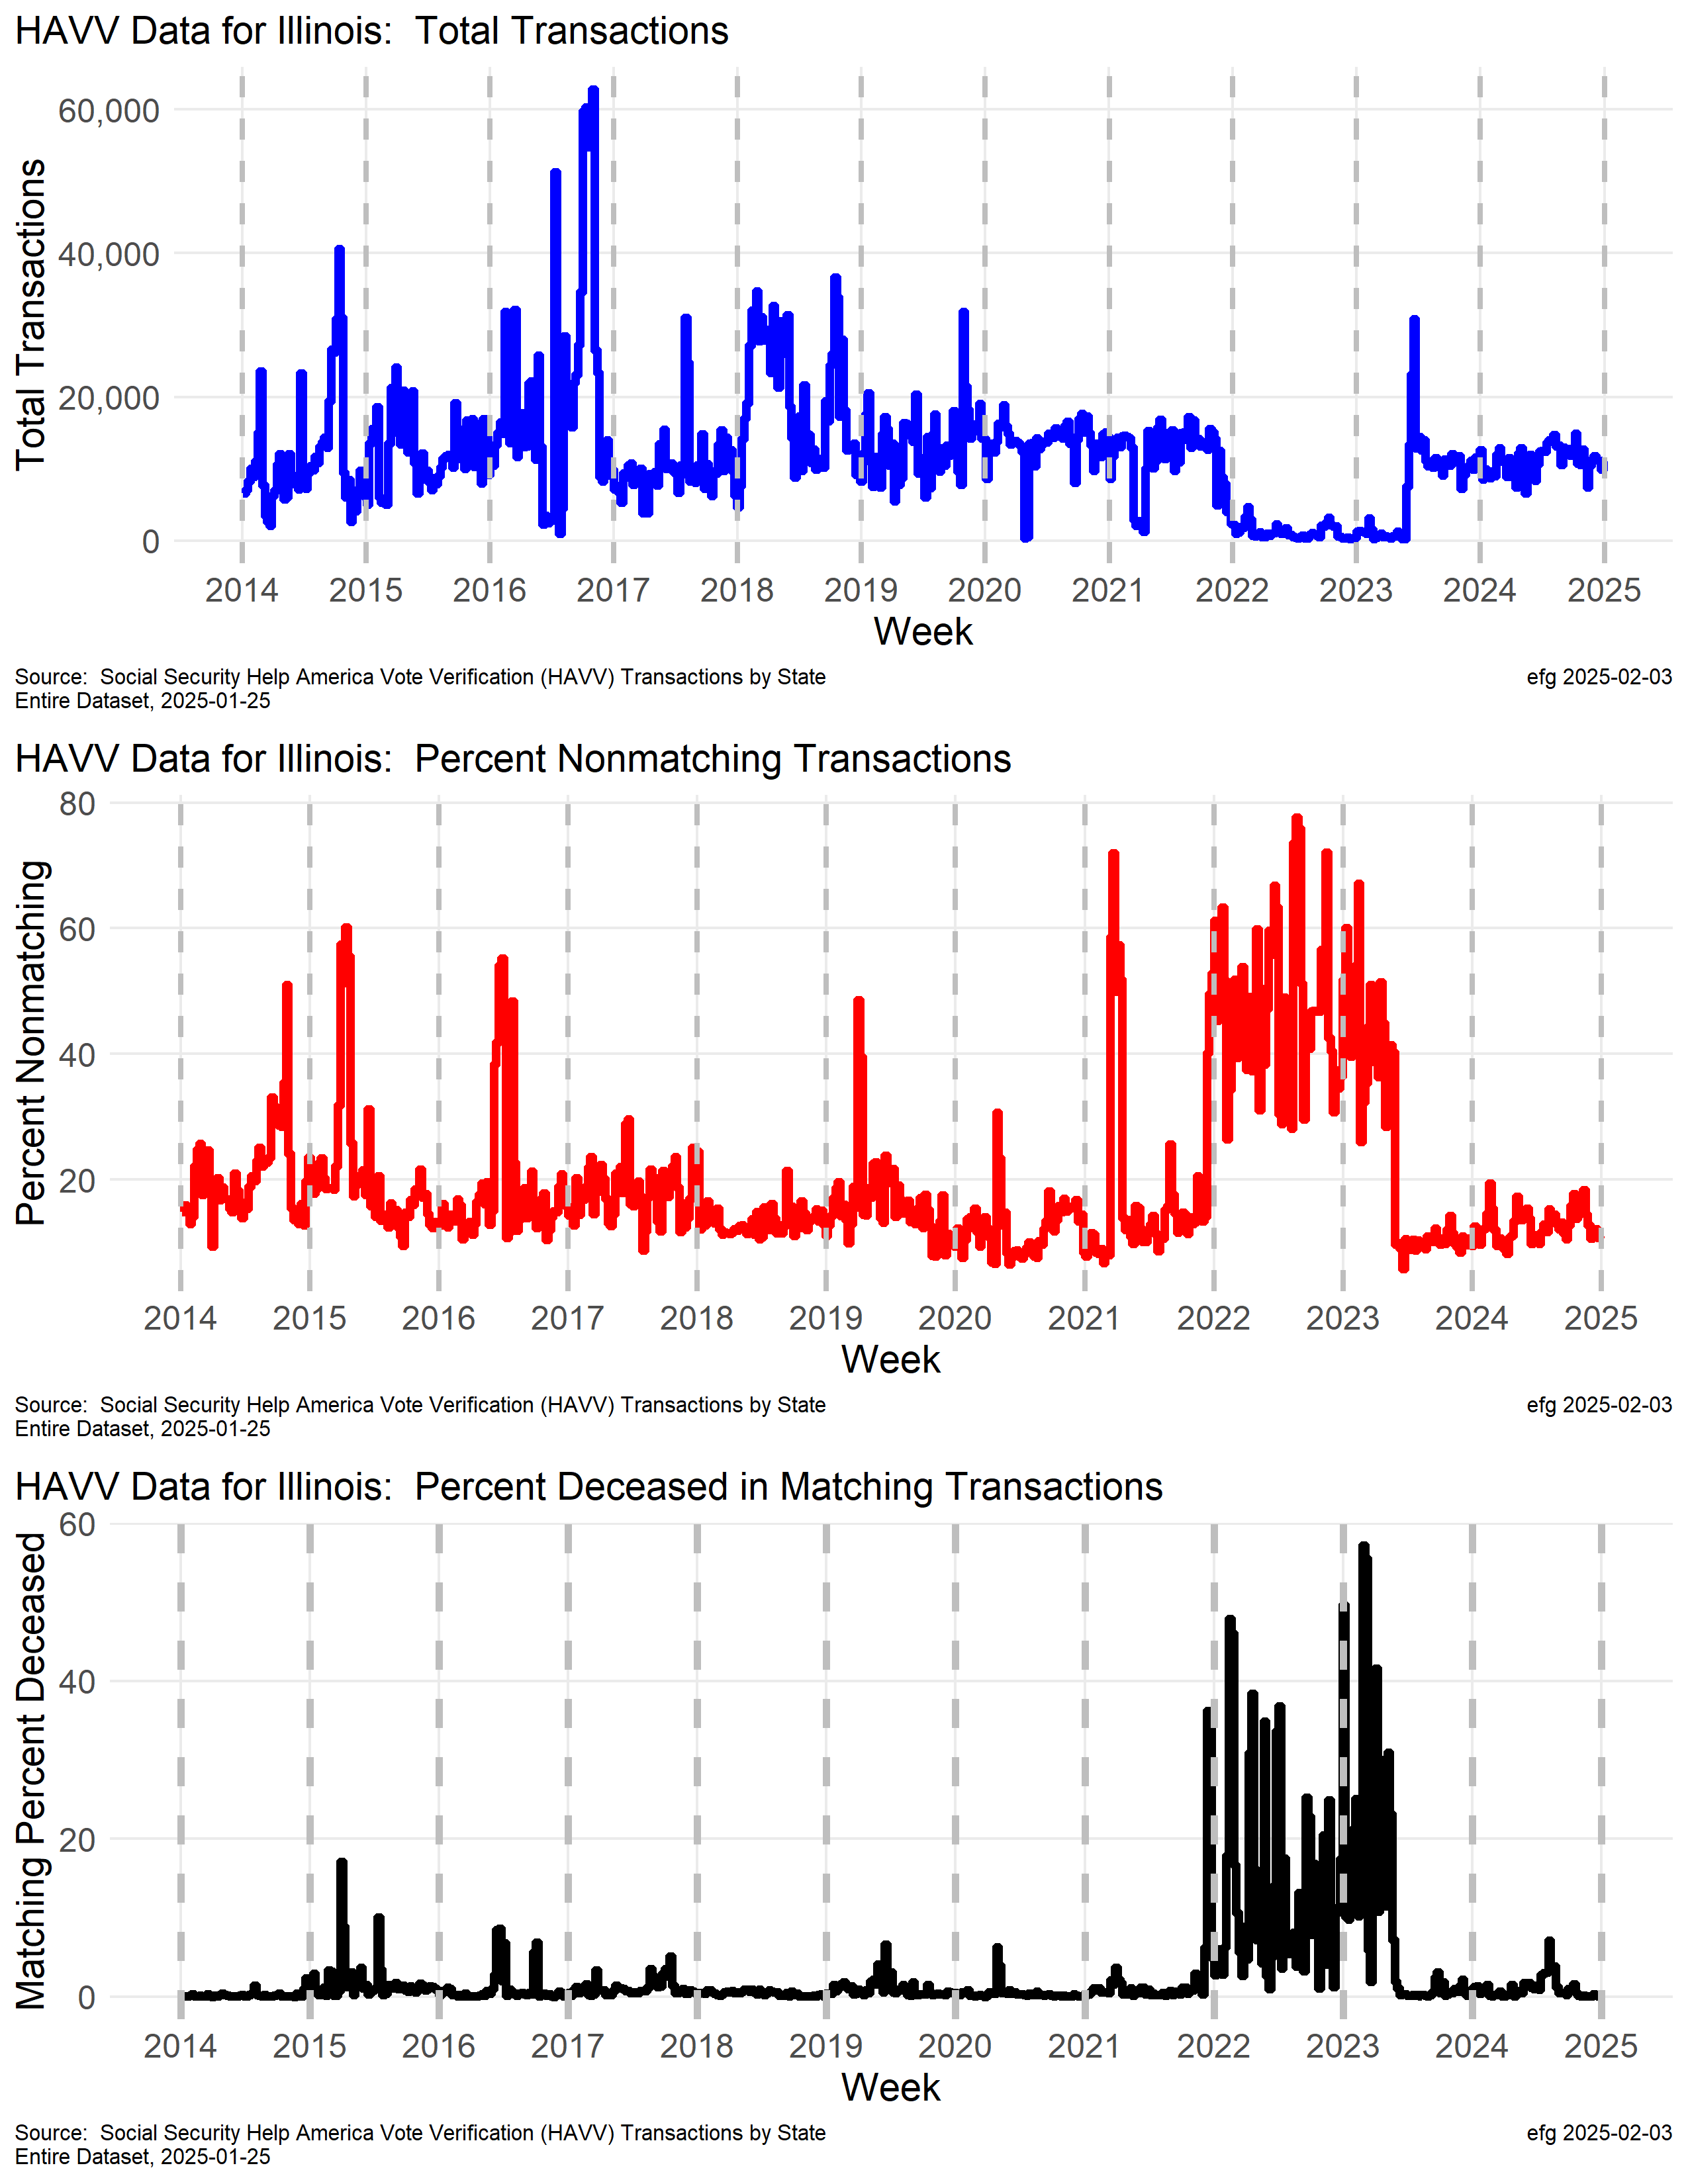 HAVV Data for Illinois:  Total Transactions
Total Transactions
60,000
40,000
20,000
0
2014 2015 2016 2017 2018 2019 2020 2021 2022 2023 2024 2025
Week
Source:  Social Security Help America Vote Verification (HAVV) Transactions by State
Entire Dataset, 2025-01-25
efg 2025-02-03
HAVV Data for Illinois:  Percent Nonmatching Transactions
Percent Nonmatching
80
60
40
20
2014 2015 2016 2017 2018 2019 2020 2021 2022 2023 2024 2025
Week
Source:  Social Security Help America Vote Verification (HAVV) Transactions by State
Entire Dataset, 2025-01-25
efg 2025-02-03
HAVV Data for Illinois:  Percent Deceased in Matching Transactions
Matching Percent Deceased
60
40
20
0
2014 2015 2016 2017 2018 2019 2020 2021 2022 2023 2024 2025
Week
Source:  Social Security Help America Vote Verification (HAVV) Transactions by State
Entire Dataset, 2025-01-25
efg 2025-02-03